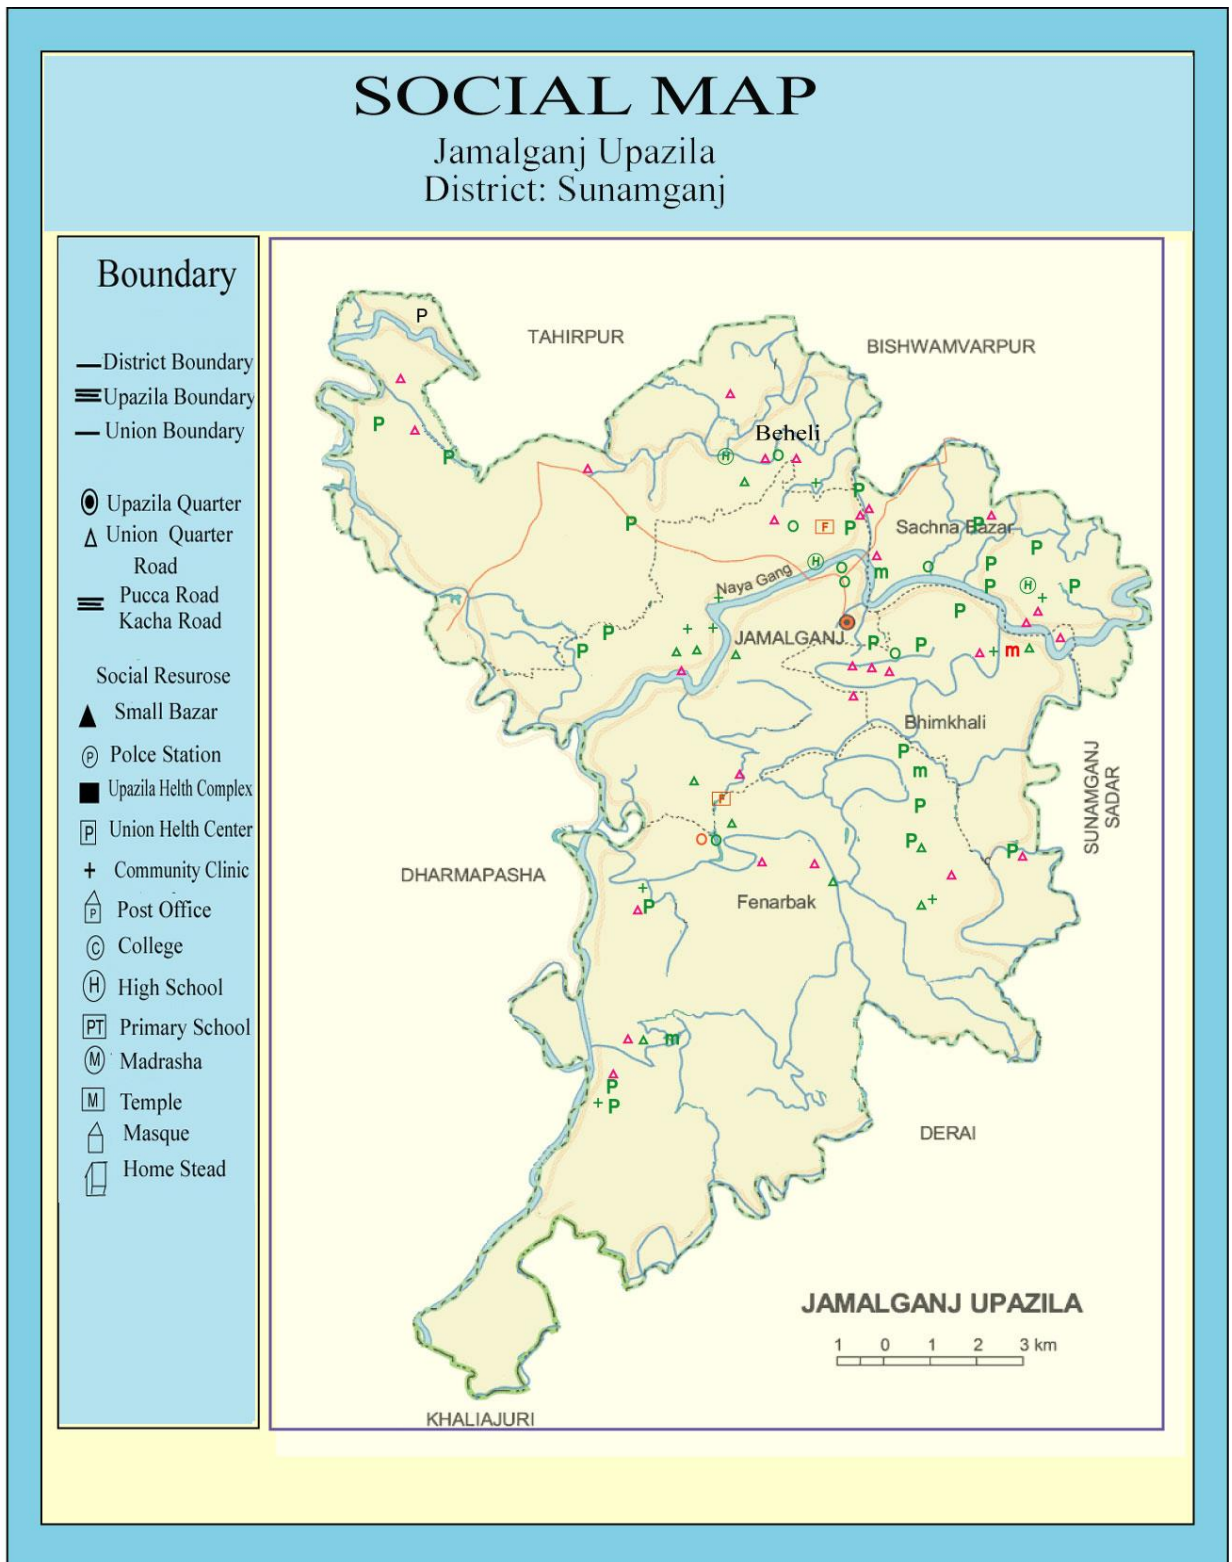 SOCIAL MAP
Jamalganj Upazila
District: Sunamganj
Boundary
District Boundary
Upazila Boundary
Union Boundary
Upazila Quarter
Union Quarter
Road
Pucca Road
Kacha Road
Social Resurose
Small Bazar
P Polce Station
Upazila Helth Complex
P Union Helth Center
+ Community Clinic
P Post Office
C College
H High School
PT Primary School
M Madrasha
M Temple
Masque
Home Stead
P
TAHIRPUR
BISHWAMVARPUR
P
Beheli
P
H
P
P
F
P
Sachna Bazar
P
P
H
m
P
P
H
P
Naya Gang
P
P
P
JAMALGANJ
P
P
m
Bhimkhali
P
m
SUNAMGANJ
SADAR
F
P
P
P
DHARMAPASHA
Fenarbak
P
m
P
P
DERAI
JAMALGANJ UPAZILA
1 0 1 2 3 km
KHALIAJURI